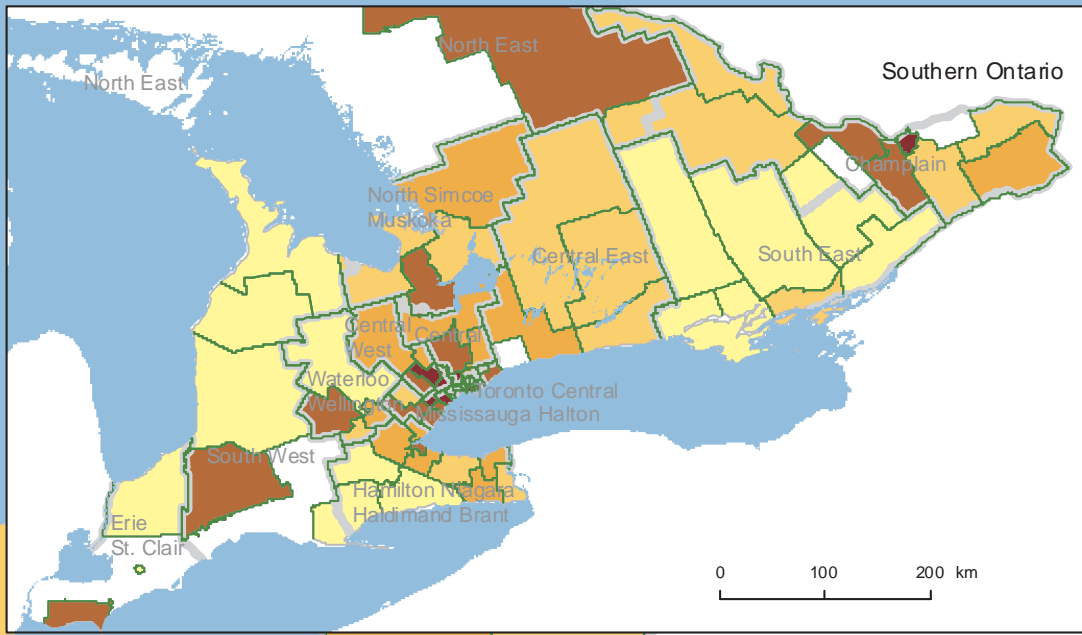 North East
North East
Southern Ontario
Champlain
North Simcoe
Muskoka
Central East
South East
Central
West
Central
Waterloo
Wellington
Toronto Central
Mississauga Halton
South West
Hamilton Niagara
Haldimand Brant
Erie
St. Clair
0 100 200 km